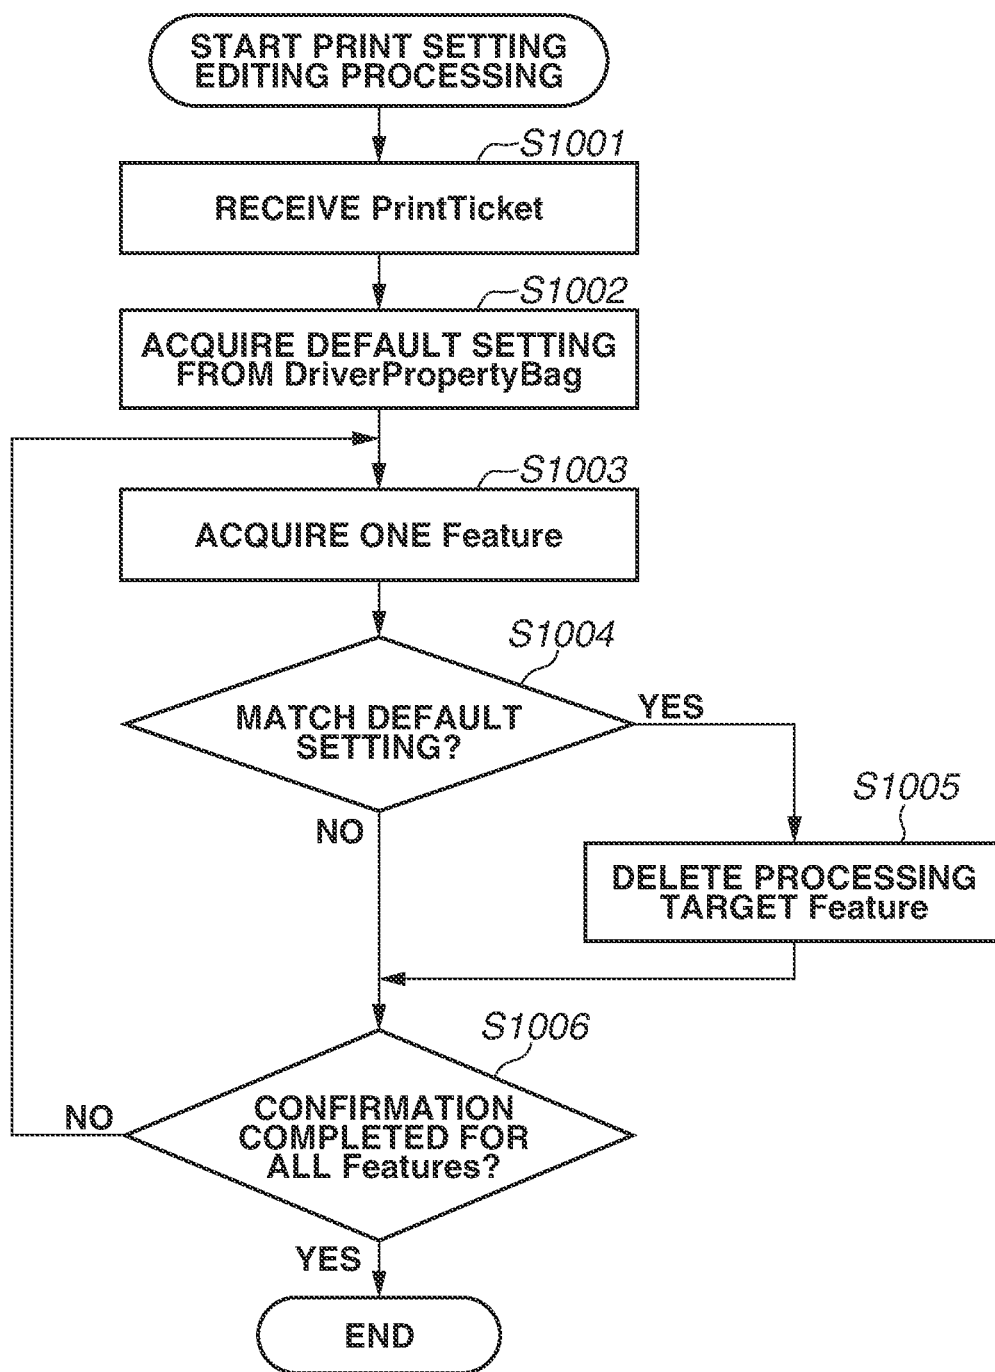 START PRINT SETTING
EDITING PROCESSING
S1001
RECEIVE PrintTicket
S1002
ACQUIRE DEFAULT SETTING
FROM DriverPropertyBag
S1003
ACQUIRE ONE Feature
S1004
MATCH DEFAULT
SETTING?
YES
NO
S1005
DELETE PROCESSING
TARGET Feature
S1006
CONFIRMATION
COMPLETED FOR
ALL Features?
NO
YES
END